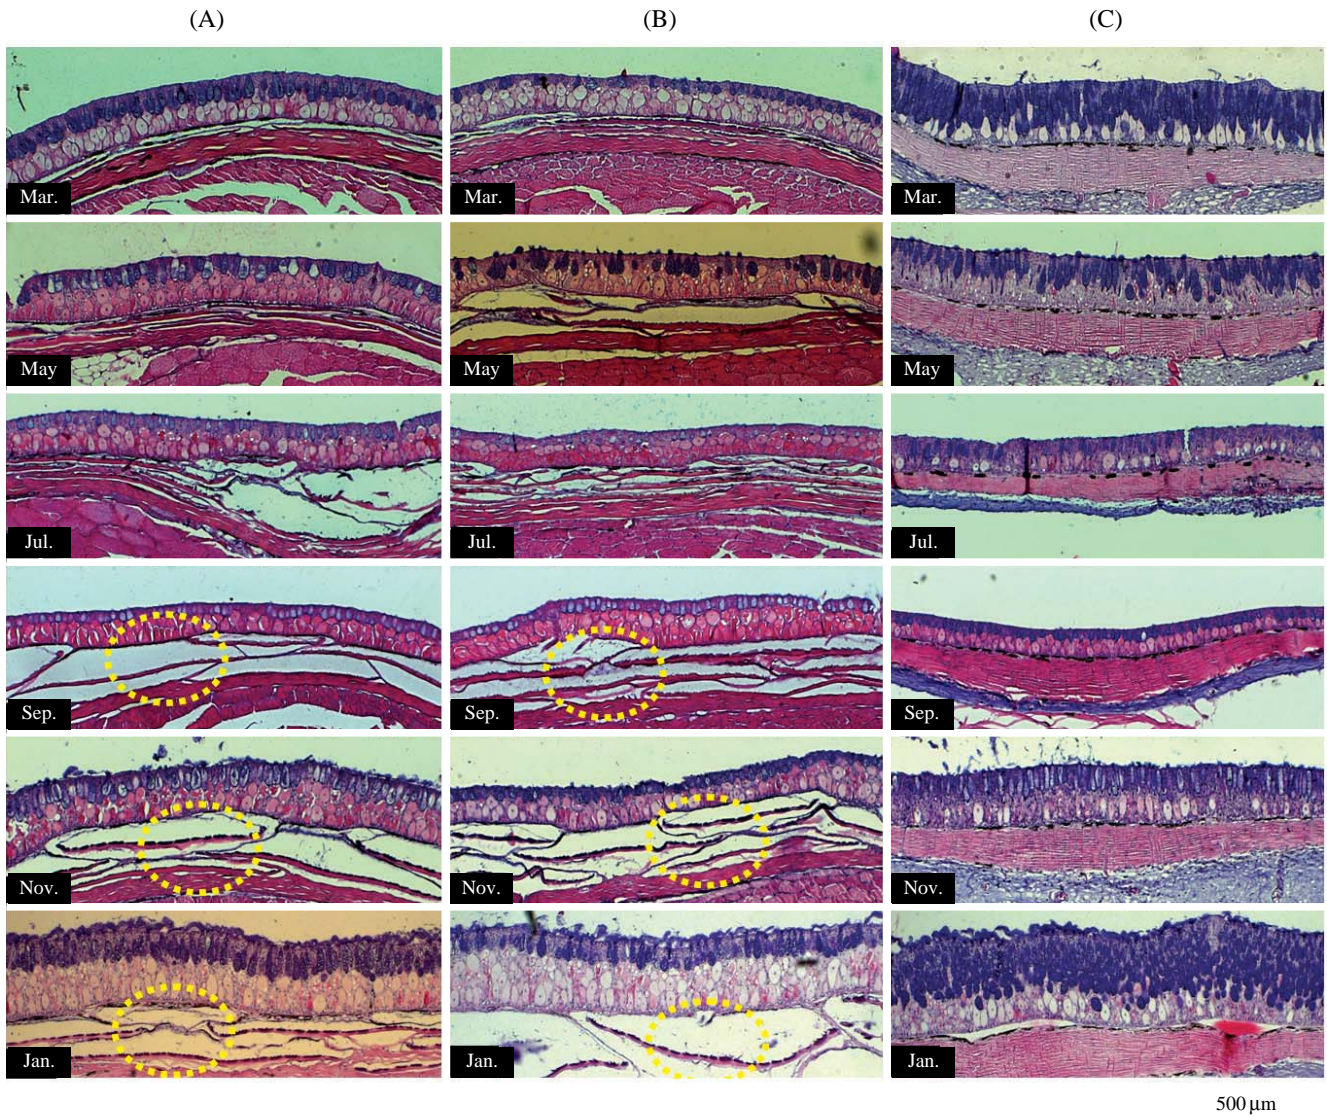 (A) (B) (C)
Mar. Mar. Mar.
May May May
Jul. Jul. Jul.
Sep. Sep. Sep.
Nov. Nov. Nov.
Jan. Jan. Jan.
500 µm